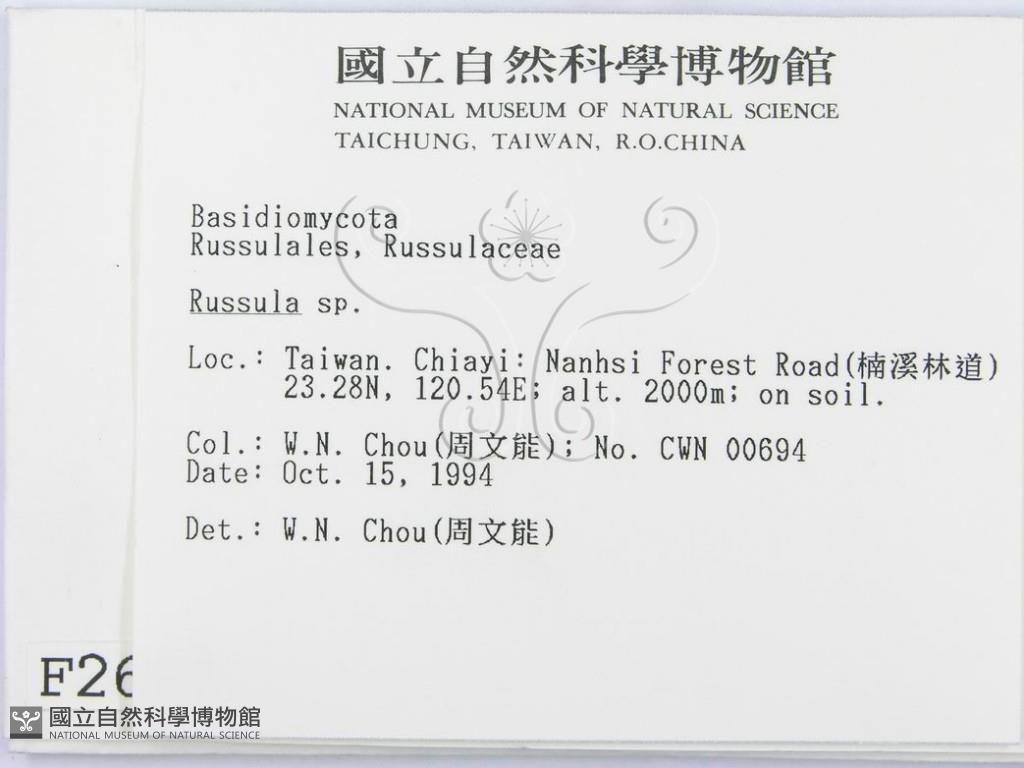 國立自然科學博物館
NATIONAL MUSEUM OF NATURAL SCIENCE
TAICHUNG, TAIWAN, R.O.CHINA
Basidiomycota
Russulales, Russulaceae
Russula sp.
Loc.: Taiwan. Chiayi: Nanhsi Forest Road(楠溪林道)
23.28N, 120.54E; alt. 2000m; on soil.
Col.: W.N. Chou(周文能); No. CWN 00694
Date: Oct. 15, 1994
Det.: W.N. Chou(周文能)
F26
國立自然科學博物館
NATIONAL MUSEUM OF NATURAL SCIENCE